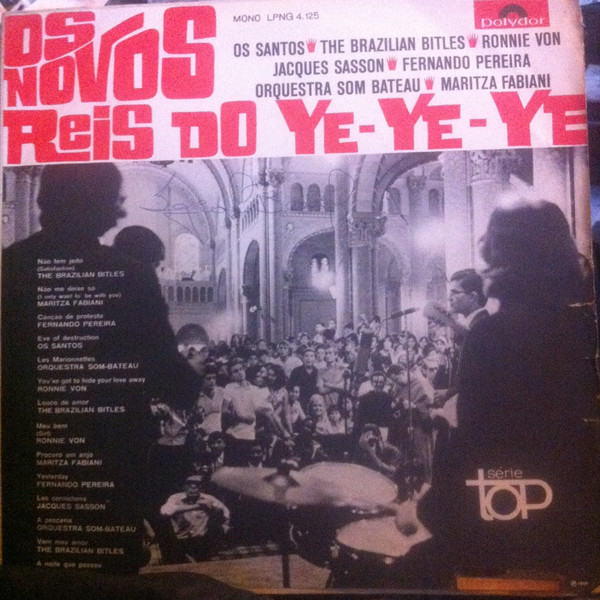 OS NOVOS
REIS DO YE-YE-YE
MONO LPNG 4.125
Polydor
OS SANTOS THE BRAZILIAN BITLES RONNIE VON
JACQUES SASSON FERNANDO PEREIRA
ORQUESTRA SOM BATEAU MARITZA FABIANI
Não tem jeito
(Satisfaction)
THE BRAZILIAN BITLES
Não me deixe só
(I only want to be with you)
MARITZA FABIANI
Canção de protesto
FERNANDO PEREIRA
Eve of destruction
OS SANTOS
Les Marionnettes
ORQUESTRA SOM-BATEAU
You've got to hide your love away
RONNIE VON
Louco de amor
THE BRAZILIAN BITLES
Meu bem
(Girl)
RONNIE VON
Procuro um anjo
MARITZA FABIANI
Yesterday
FERNANDO PEREIRA
Les cornichons
JACQUES SASSON
A pescaria
ORQUESTRA SOM-BATEAU
Vem meu amor
THE BRAZILIAN BITLES
A noite que passou
série
top